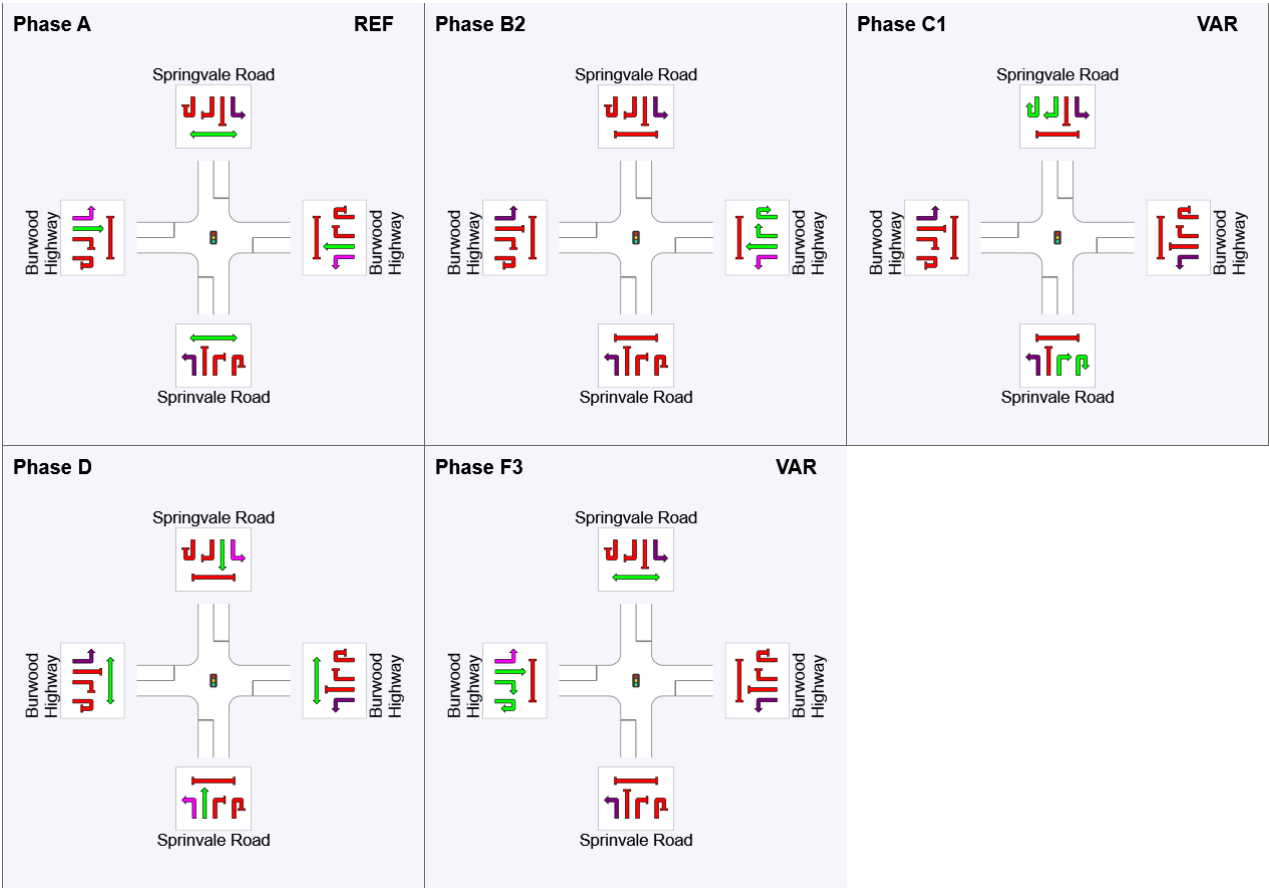 Phase A REF
Springvale Road
Burwood
Highway
Burwood
Highway
Sprinvale Road
Phase B2
Springvale Road
Burwood
Highway
Burwood
Highway
Sprinvale Road
Phase C1 VAR
Springvale Road
Burwood
Highway
Burwood
Highway
Sprinvale Road
Phase D
Springvale Road
Burwood
Highway
Burwood
Highway
Sprinvale Road
Phase F3 VAR
Springvale Road
Burwood
Highway
Burwood
Highway
Sprinvale Road